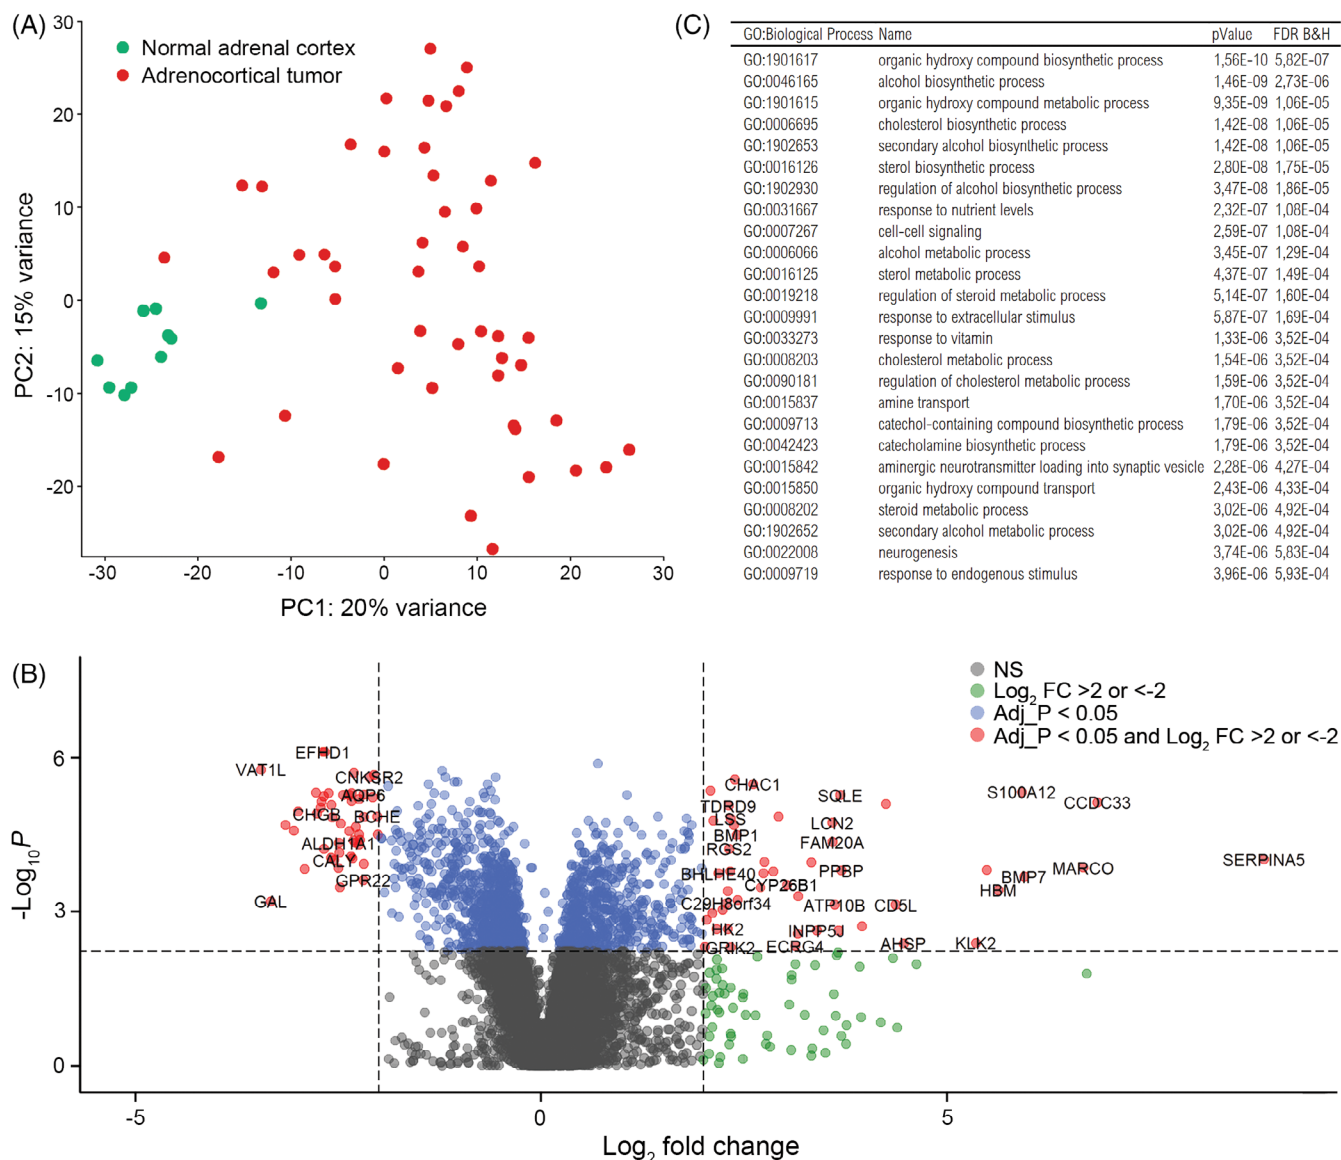 (A)
30
20
10
0
-10
-20
PC2: 15% variance
Normal adrenal cortex
Adrenocortical tumor
-30
-20
-10
0
10
20
30
PC1: 20% variance
(C)
GO:Biological Process Name pValue FDR B&H
GO:1901617 organic hydroxy compound biosynthetic process 1,56E-10 5,82E-07
GO:0046165 alcohol biosynthetic process 1,46E-09 2,73E-06
GO:1901615 organic hydroxy compound metabolic process 9,35E-09 1,06E-05
GO:0006695 cholesterol biosynthetic process 1,42E-08 1,06E-05
GO:1902653 secondary alcohol biosynthetic process 1,42E-08 1,06E-05
GO:0016126 sterol biosynthetic process 2,80E-08 1,75E-05
GO:1902930 regulation of alcohol biosynthetic process 3,47E-08 1,86E-05
GO:0031667 response to nutrient levels 2,32E-07 1,08E-04
GO:0007267 cell-cell signaling 2,59E-07 1,08E-04
GO:0006066 alcohol metabolic process 3,45E-07 1,29E-04
GO:0016125 sterol metabolic process 4,37E-07 1,49E-04
GO:0019218 regulation of steroid metabolic process 5,14E-07 1,60E-04
GO:0009991 response to extracellular stimulus 5,87E-07 1,69E-04
GO:0033273 response to vitamin 1,33E-06 3,52E-04
GO:0008203 cholesterol metabolic process 1,54E-06 3,52E-04
GO:0090181 regulation of cholesterol metabolic process 1,59E-06 3,52E-04
GO:0015837 amine transport 1,70E-06 3,52E-04
GO:0009713 catechol-containing compound biosynthetic process 1,79E-06 3,52E-04
GO:0042423 catecholamine biosynthetic process 1,79E-06 3,52E-04
GO:0015842 aminergic neurotransmitter loading into synaptic vesicle 2,28E-06 4,27E-04
GO:0015850 organic hydroxy compound transport 2,43E-06 4,33E-04
GO:0008202 steroid metabolic process 3,02E-06 4,92E-04
GO:1902652 secondary alcohol metabolic process 3,02E-06 4,92E-04
GO:0022008 neurogenesis 3,74E-06 5,83E-04
GO:0009719 response to endogenous stimulus 3,96E-06 5,93E-04
(B)
NS
Log2 FC >2 or <-2
Adj_P < 0.05
Adj_P < 0.05 and Log2 FC >2 or <-2
6
3
0
-Log10P
EFHD1
VAT1L
CNKSR2
AQP6
CHGB
BCHE
ALDH1A1
CALY
GPR22
GAL
CHAC1
TDRD9
LSS
BMP1
RGS2
BHLHE40
CYP26B1
C29H8orf34
HK2
GRIK2
SQLE
LCN2
FAM20A
PPBP
ATP10B
CD5L
INPP5J
ECRG4
AHSP
KLK2
S100A12
CCDC33
SERPINA5
MARCO
BMP7
HBM
-5
0
5
Log2 fold change